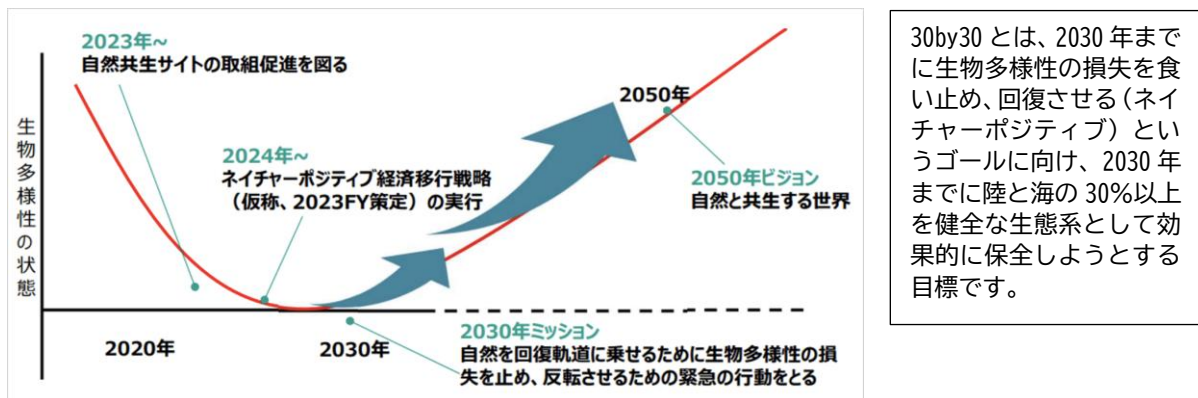 2023年~
自然共生サイトの取組促進を図る
2024年~
ネイチャーポジティブ経済移行戦略
（仮称、2023FY策定）の実行
2050年
2050年ビジョン
自然と共生する世界
生物多様性の状態
2020年
2030年
2030年ミッション
自然を回復軌道に乗せるために生物多様性の損
失を止め、反転させるための緊急の行動をとる
30by30 とは、2030 年まで
に生物多様性の損失を食
い止め、回復させる（ネイ
チャーポジティブ）とい
うゴールに向け、2030 年
までに陸と海の 30%以上
を健全な生態系として効
果的に保全しようとする
目標です。